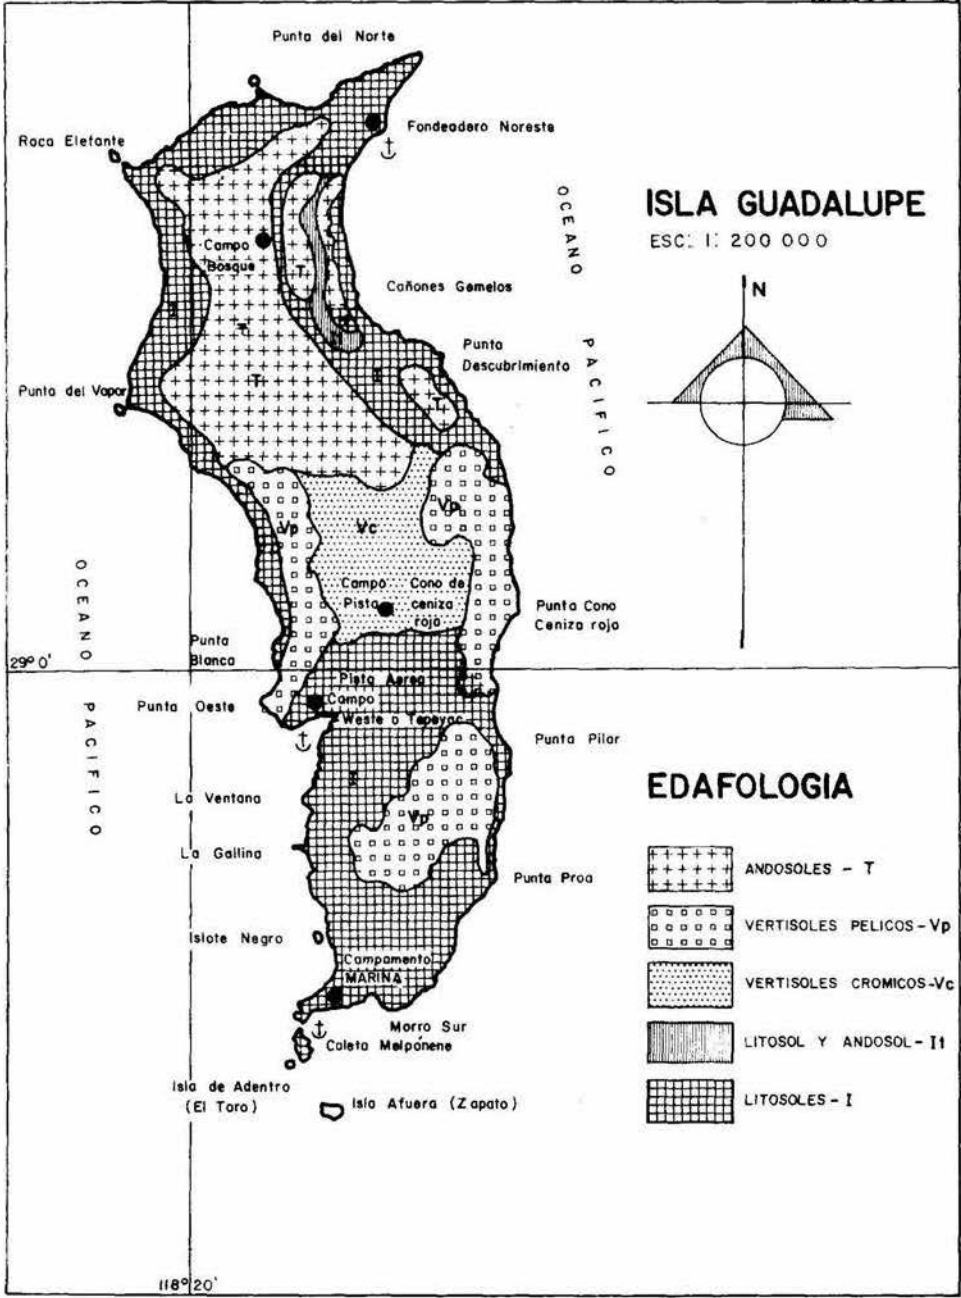 Punta del Norte
Roca Elefante
Fondeadero Noreste
OCEANO PACIFICO
ISLA GUADALUPE
ESC: 1: 200 000
N
Campo
Bosque
T
Cañones Gemelos
I
T
Punta
Descubrimiento
I
T
T
Punta del Vapor
Vp
Vc
Vp
OCEANO PACIFICO
Campo
Pista
Cono de
ceniza
roja
Punta Cono
Ceniza roja
Punta
Blanca
29° 0'
Pista Aerea
Punta Oeste
Campo
Weste o Tepeyac
Punta Pilar
I
EDAFOLOGIA
La Ventana
Vp
La Gallina
Punta Proa
ANDOSOLES - T
VERTISOLES PELICOS-Vp
VERTISOLES CROMICOS-Vc
LITOSOL Y ANDOSOL-It
LITOSOLES-I
Islote Negro
Campamento
MARINA
Morro Sur
Caleta Melpónene
Isla de Adentro
(El Toro)
Isla Afuera (Zapato)
118° 20'